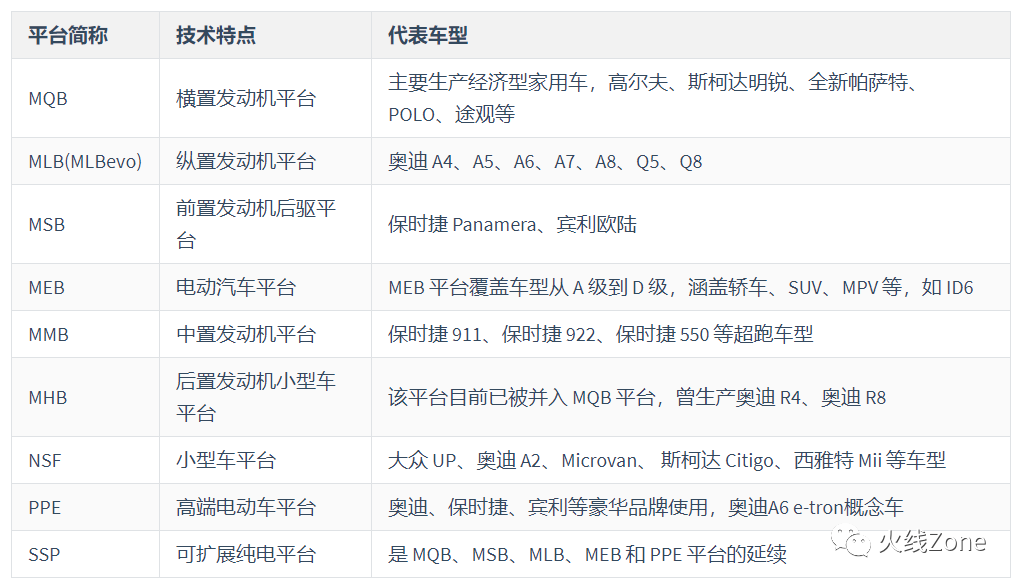 平台简称 技术特点 代表车型
MQB 横置发动机平台 主要生产经济型家用车，高尔夫、斯柯达明锐、全新帕萨特、
POLO、途观等
MLB(MLBevo) 纵置发动机平台 奥迪 A4、A5、A6、A7、A8、Q5、Q8
MSB 前置发动机后驱平
台 保时捷 Panamera、宾利欧陆
MEB 电动汽车平台 MEB 平台覆盖车型从 A 级到 D 级，涵盖轿车、SUV、MPV 等，如 ID6
MMB 中置发动机平台 保时捷 911、保时捷 922、保时捷 550 等超跑车型
MHB 后置发动机小型车
平台 该平台目前已被并入 MQB 平台，曾生产奥迪 R4、奥迪 R8
NSF 小型车平台 大众 UP、奥迪 A2、Microvan、 斯柯达 Citigo、西雅特 Mii 等车型
PPE 高端电动车平台 奥迪、保时捷、宾利等豪华品牌使用，奥迪A6 e-tron概念车
SSP 可扩展纯电平台 是 MQB、MSB、MLB、MEB 和 PPE 平台的延续
火线Zone